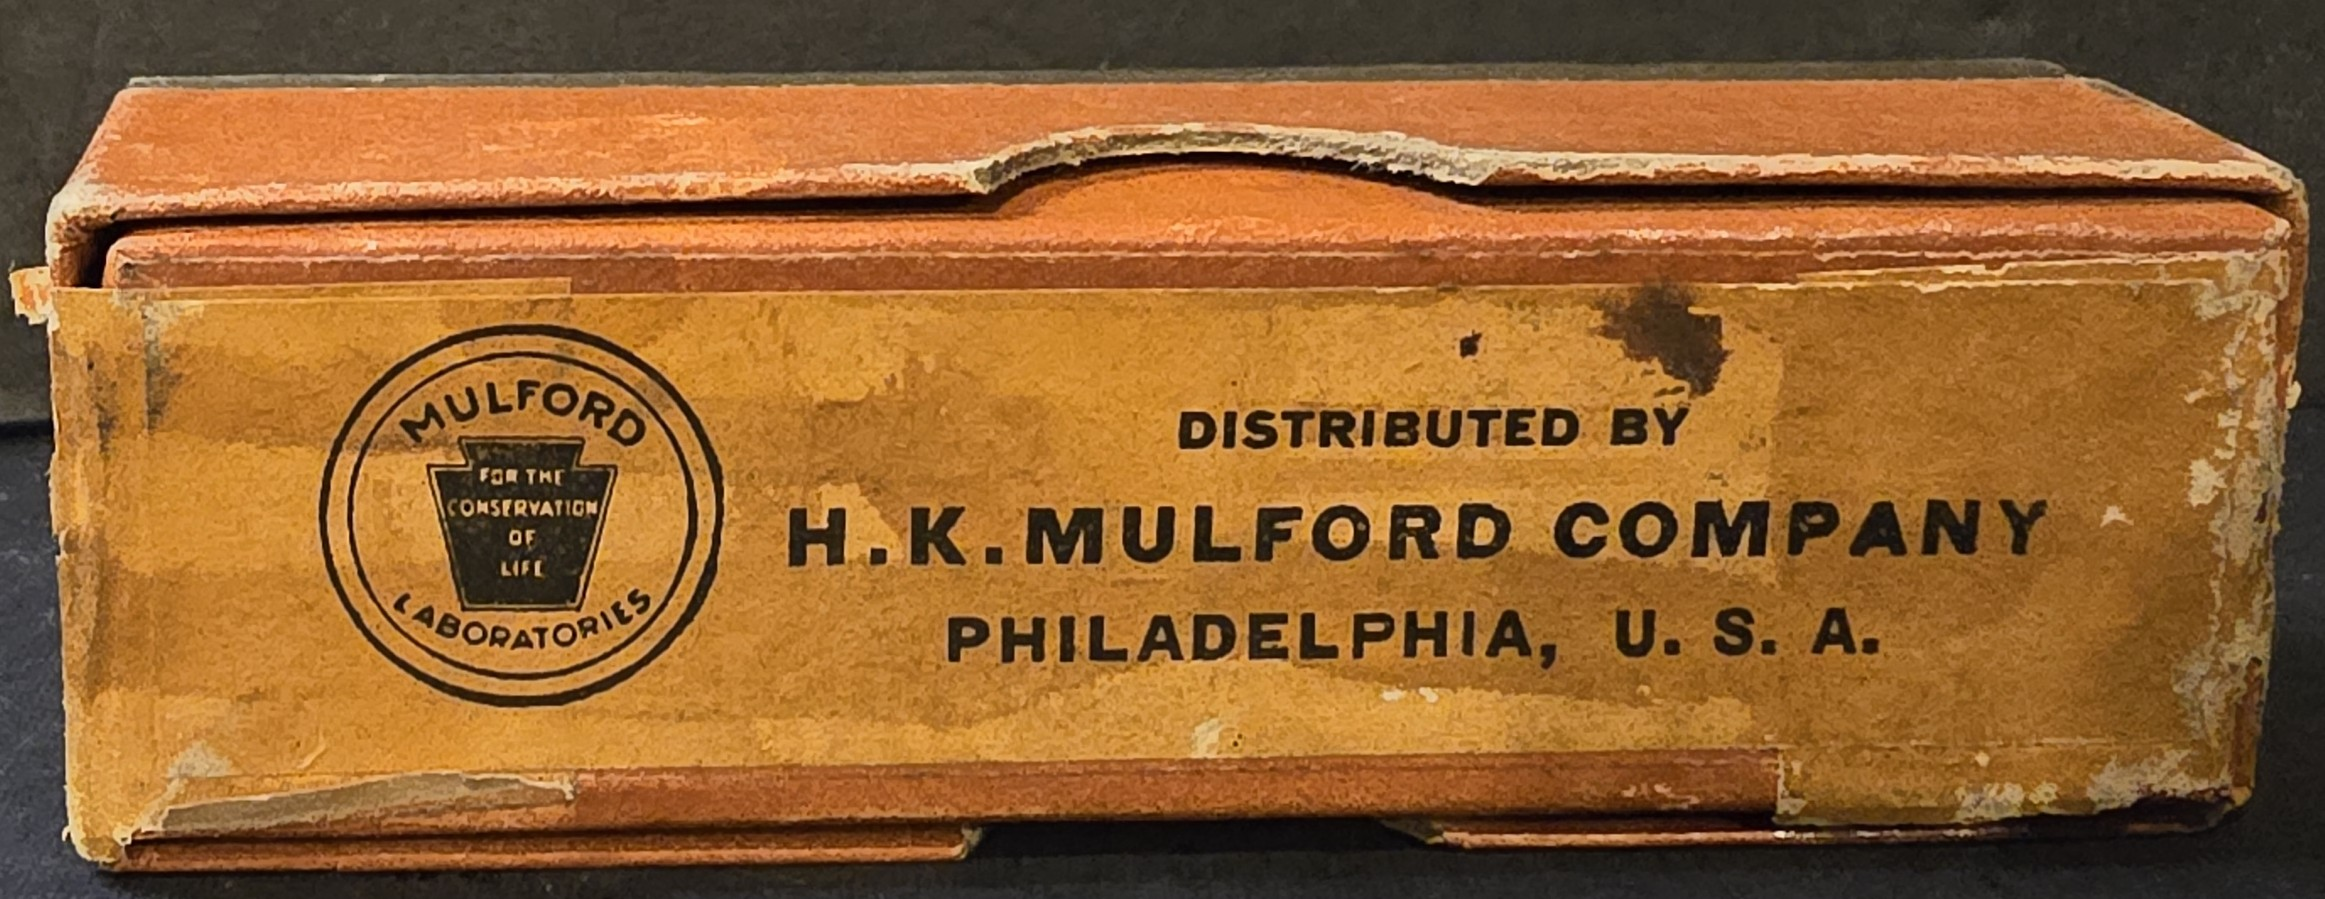 MULFORD
FOR THE
CONSERVATION
OF
LIFE
LABORATORIES
DISTRIBUTED BY
H.K.MULFORD COMPANY
PHILADELPHIA, U. S. A.